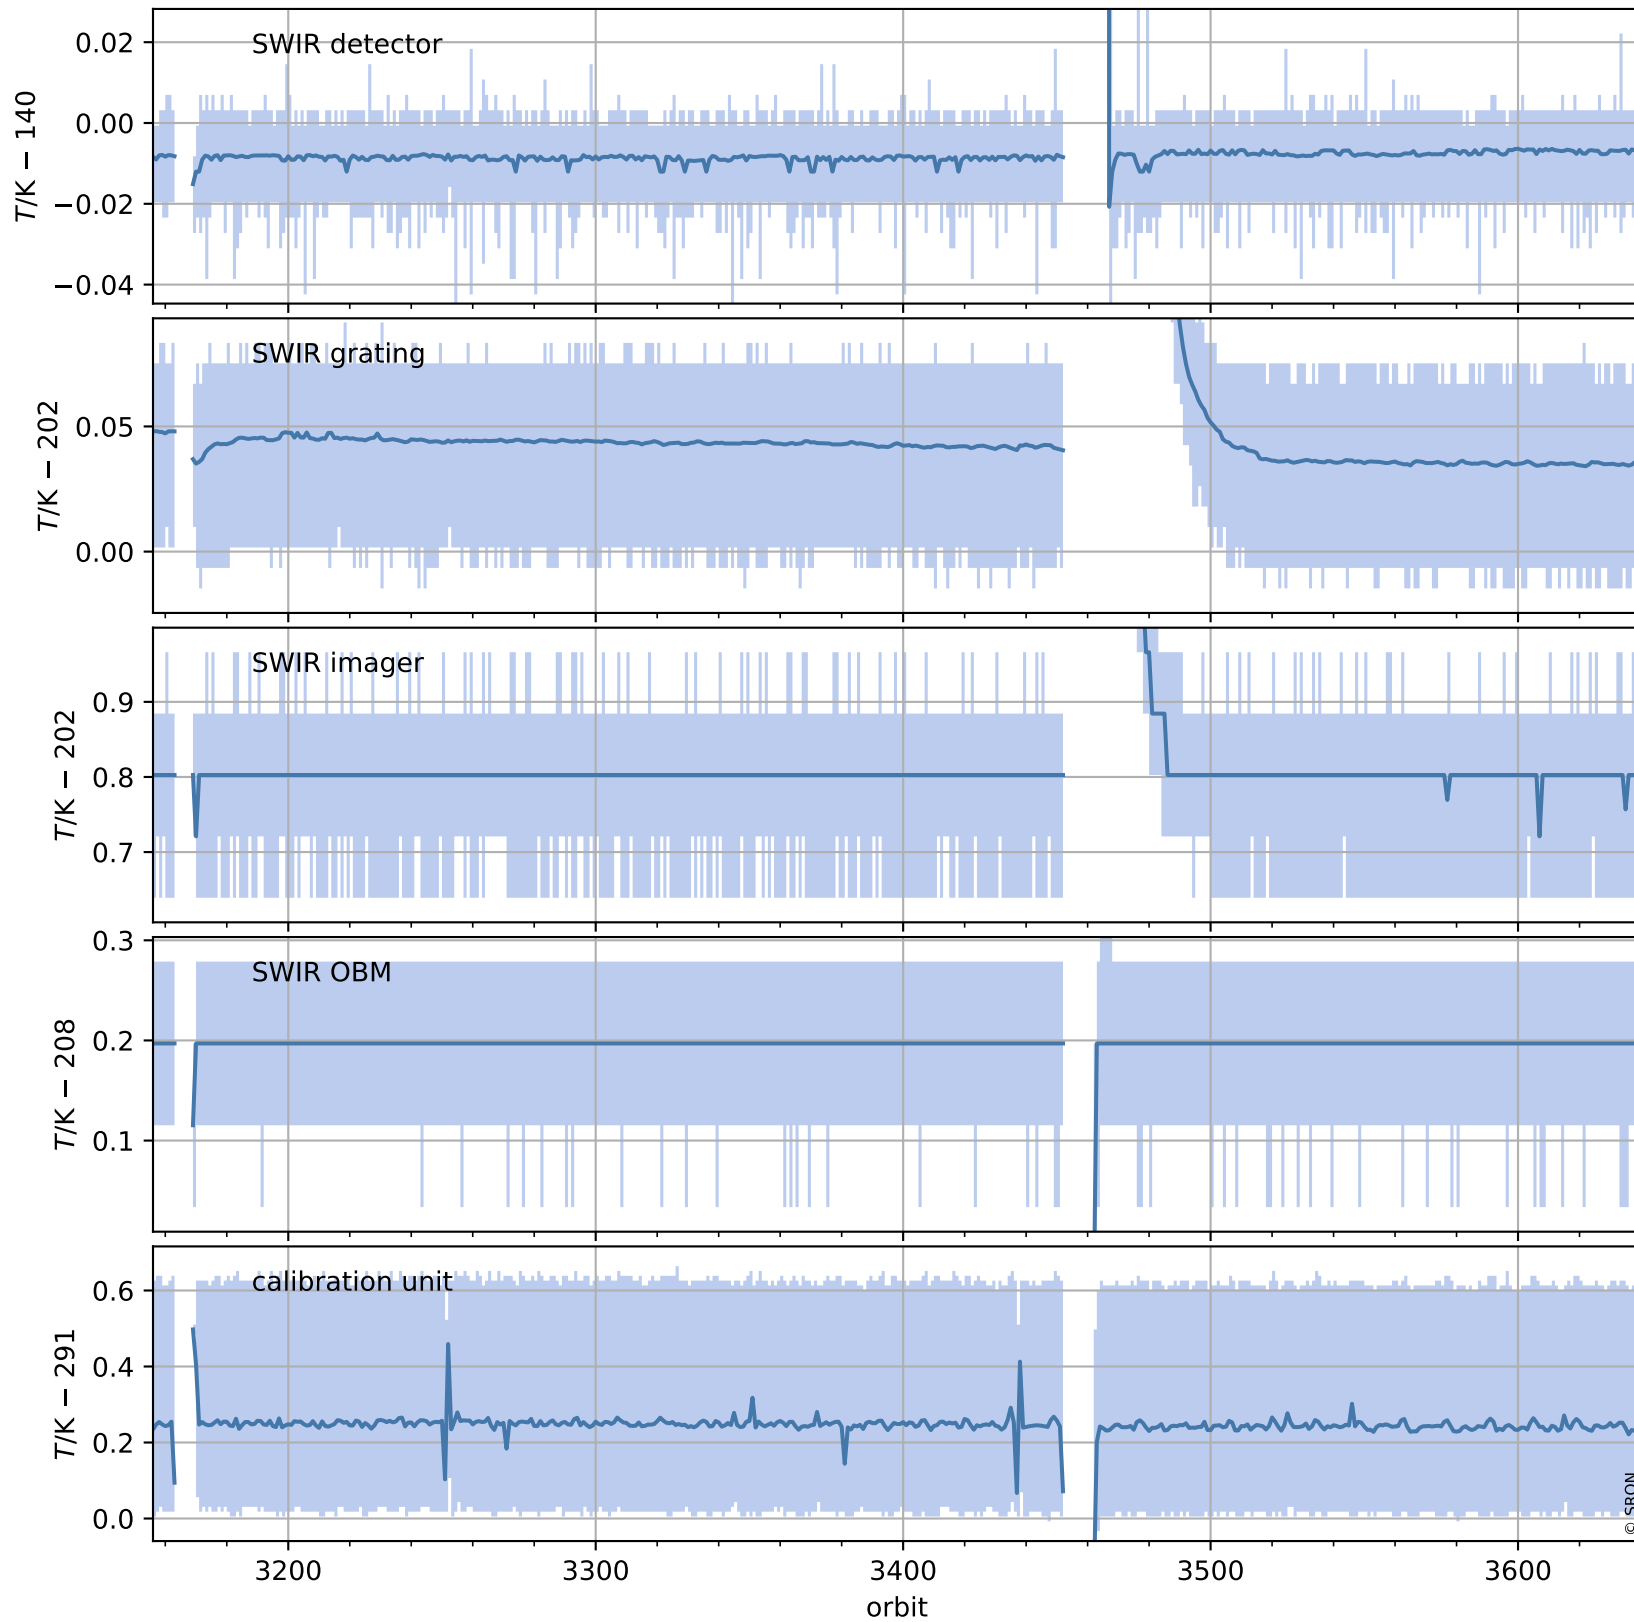 SWIR detector
0.02
0.00
−0.02
−0.04
T/K − 140
SWIR grating
0.05
0.00
T/K − 202
SWIR imager
0.9
0.8
0.7
T/K − 202
SWIR OBM
0.3
0.2
0.1
T/K − 208
calibration unit
0.6
0.4
0.2
0.0
T/K − 291
© SRON
3200 3300 3400 3500 3600
orbit